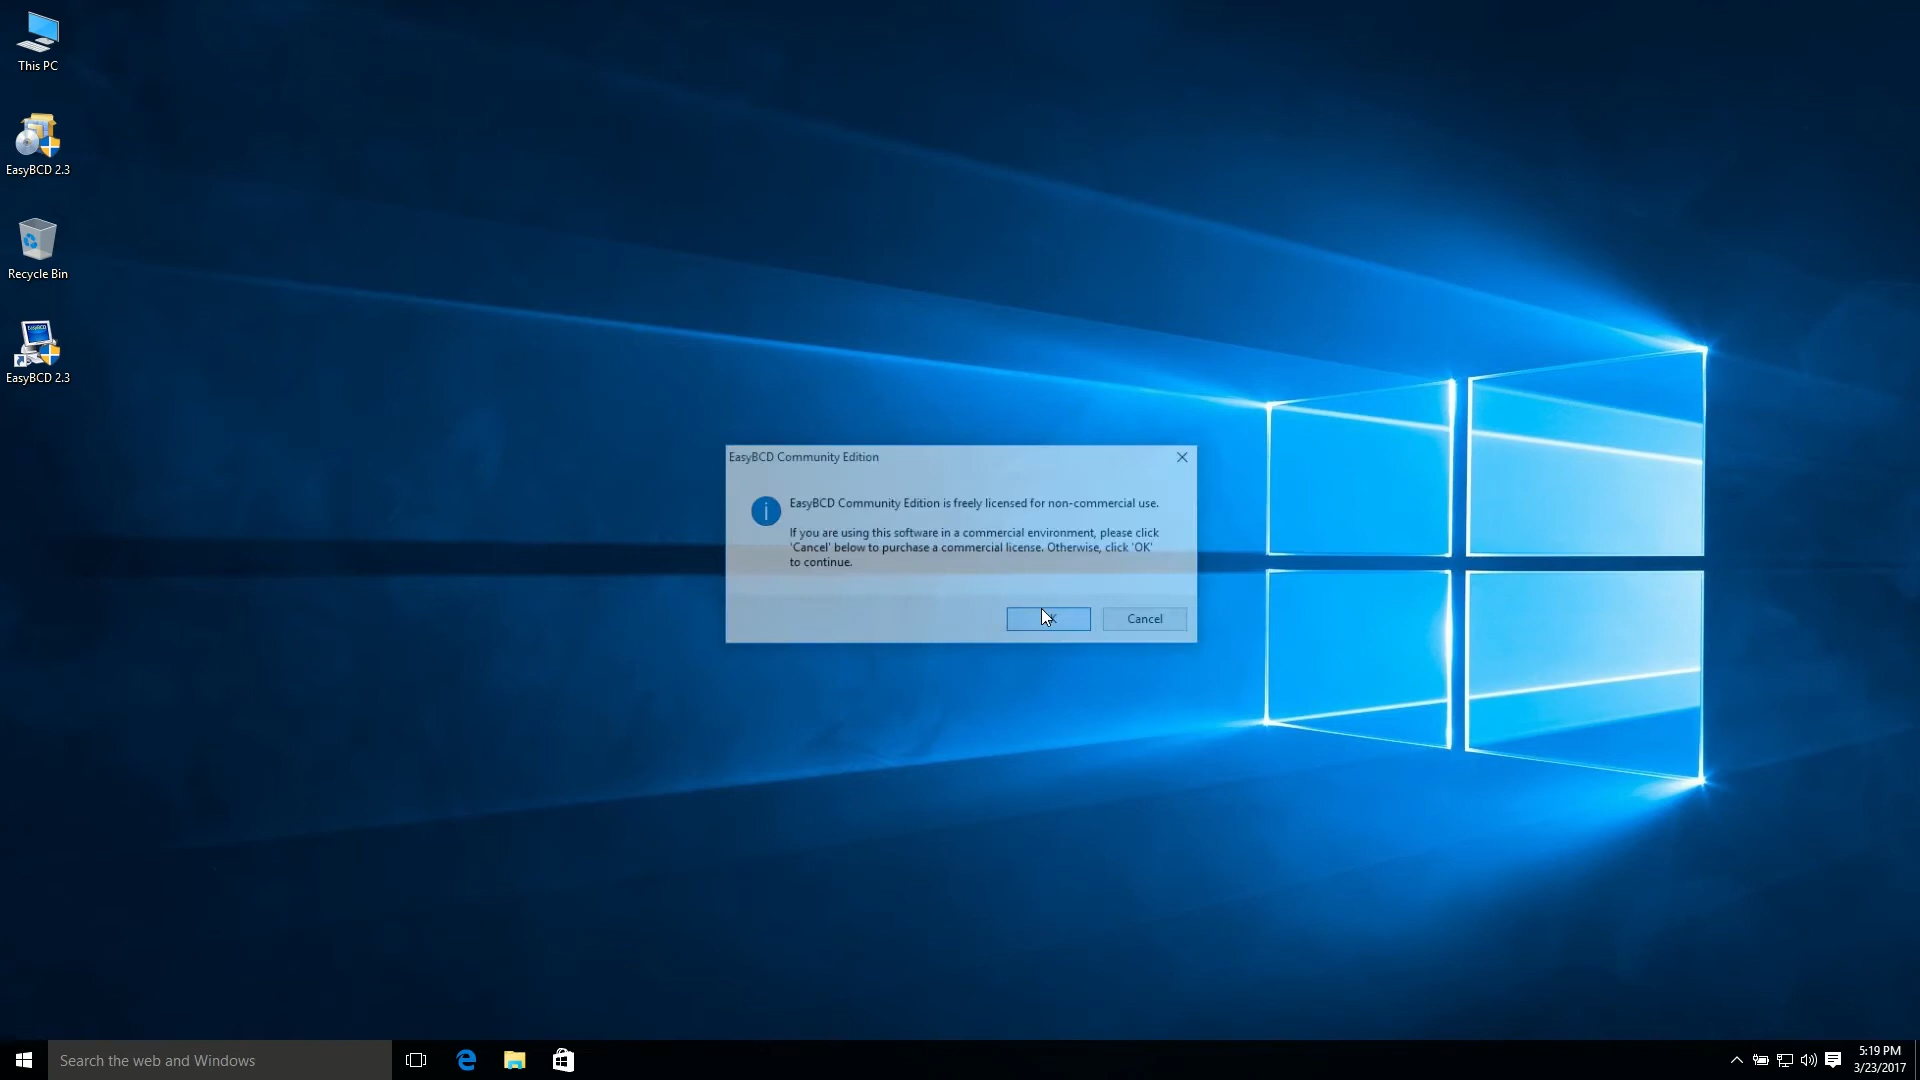 This PC
EasyBCD 2.3
Recycle Bin
EasyBCD
EasyBCD 2.3
EasyBCD Community Edition
EasyBCD Community Edition is freely licensed for non-commercial use.
If you are using this software in a commercial environment, please click
'Cancel' below to purchase a commercial license. Otherwise, click 'OK'
to continue.
Cancel
Search the web and Windows
5:19 PM
3/23/2017